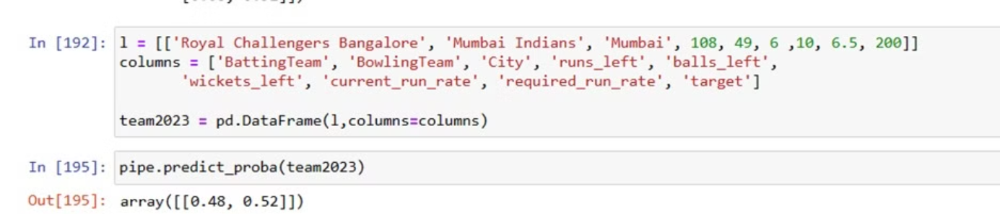 In [192]: l = [['Royal Challengers Bangalore', 'Mumbai Indians', 'Mumbai', 108, 49, 6 ,10, 6.5, 200]]
columns = ['BattingTeam', 'BowlingTeam', 'City', 'runs_left', 'balls_left',
'wickets_left', 'current_run_rate', 'required_run_rate', 'target']
team2023 = pd.DataFrame(l,columns=columns)
In [195]: pipe.predict_proba(team2023)
Out[195]: array([[0.48, 0.52]])